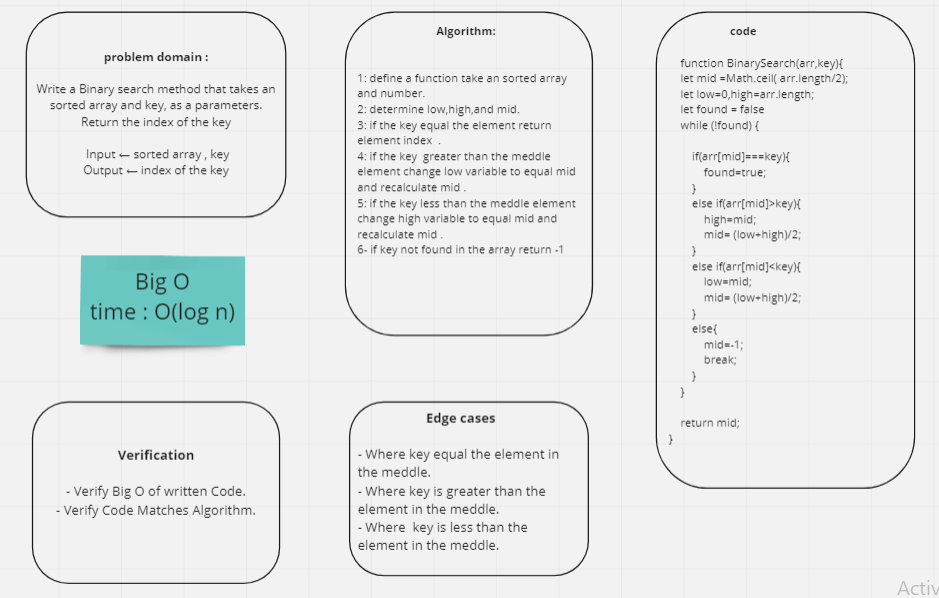 problem domain :
Write a Binary search method that takes an
sorted array and key, as a parameters.
Return the index of the key
Input ← sorted array , key
Output ← index of the key
Big O
time : O(log n)
Verification
- Verify Big O of written Code.
- Verify Code Matches Algorithm.
Algorithm:
1: define a function take an sorted array
and number.
2: determine low,high,and mid.
3: if the key equal the element return
element index  .
4: if the key  greater than the meddle
element change low variable to equal mid
and recalculate mid .
5: if the key less than the meddle element
change high variable to equal mid and
recalculate mid .
6- if key not found in the array return -1
Edge cases
- Where key equal the element in
the meddle.
- Where key is greater than the
element in the meddle.
- Where  key is less than the
element in the meddle.
code
function BinarySearch(arr,key){
let mid =Math.ceil( arr.length/2);
let low=0,high=arr.length;
let found = false
while (!found) {
if(arr[mid]===key){
found=true;
}
else if(arr[mid]>key){
high=mid;
mid= (low+high)/2;
}
else if(arr[mid]<key){
low=mid;
mid= (low+high)/2;
}
else{
mid=-1;
break;
}
}
return mid;
}
Activ